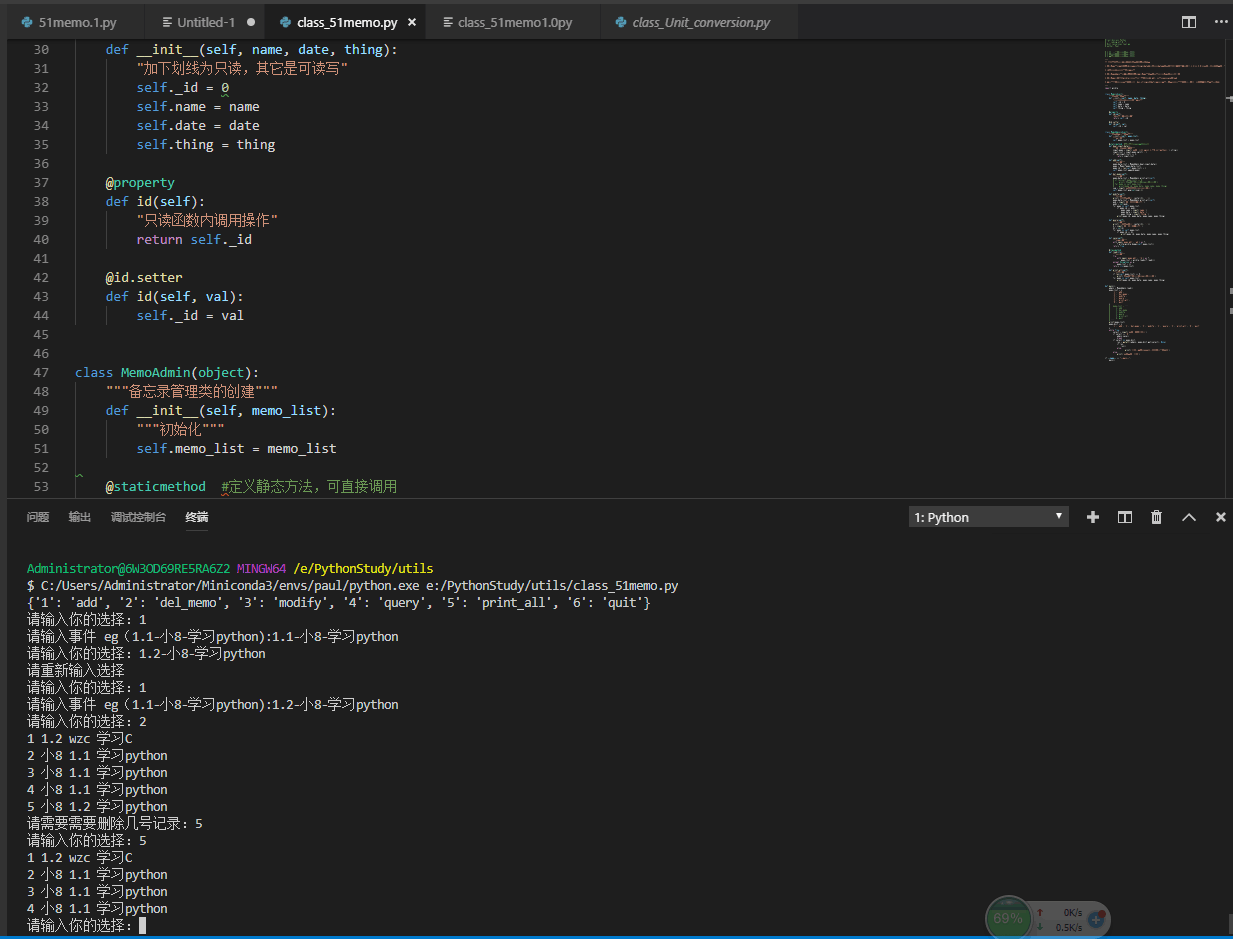 51memo.1.py
Untitled-1
class_51memo.py
class_51memo1.0py
class_Unit_conversion.py
30 def __init__(self, name, date, thing):
31 "加下划线为只读，其它是可读写"
32 self._id = 0
33 self.name = name
34 self.date = date
35 self.thing = thing
36
37 @property
38 def id(self):
39 "只读函数内调用操作"
40 return self._id
41
42 @id.setter
43 def id(self, val):
44 self._id = val
45
46
47 class MemoAdmin(object):
48 """备忘录管理类的创建"""
49 def __init__(self, memo_list):
50 """初始化"""
51 self.memo_list = memo_list
52
53 @staticmethod #定义静态方法，可直接调用
问题 输出 调试控制台 终端
1: Python
Administrator@6W3OD69RE5RA6Z2 MINGW64 /e/PythonStudy/utils
$ C:/Users/Administrator/Miniconda3/envs/paul/python.exe e:/PythonStudy/utils/class_51memo.py
{'1': 'add', '2': 'del_memo', '3': 'modify', '4': 'query', '5': 'print_all', '6': 'quit'}
请输入你的选择：1
请输入事件 eg（1.1-小8-学习python):1.1-小8-学习python
请输入你的选择：1.2-小8-学习python
请重新输入选择
请输入你的选择：1
请输入事件 eg（1.1-小8-学习python):1.2-小8-学习python
请输入你的选择：2
1 1.2 wzc 学习C
2 小8 1.1 学习python
3 小8 1.1 学习python
4 小8 1.1 学习python
5 小8 1.2 学习python
请需要需要删除几号记录：5
请输入你的选择：5
1 1.2 wzc 学习C
2 小8 1.1 学习python
3 小8 1.1 学习python
4 小8 1.1 学习python
请输入你的选择：
69%
0K/s
0.5K/s